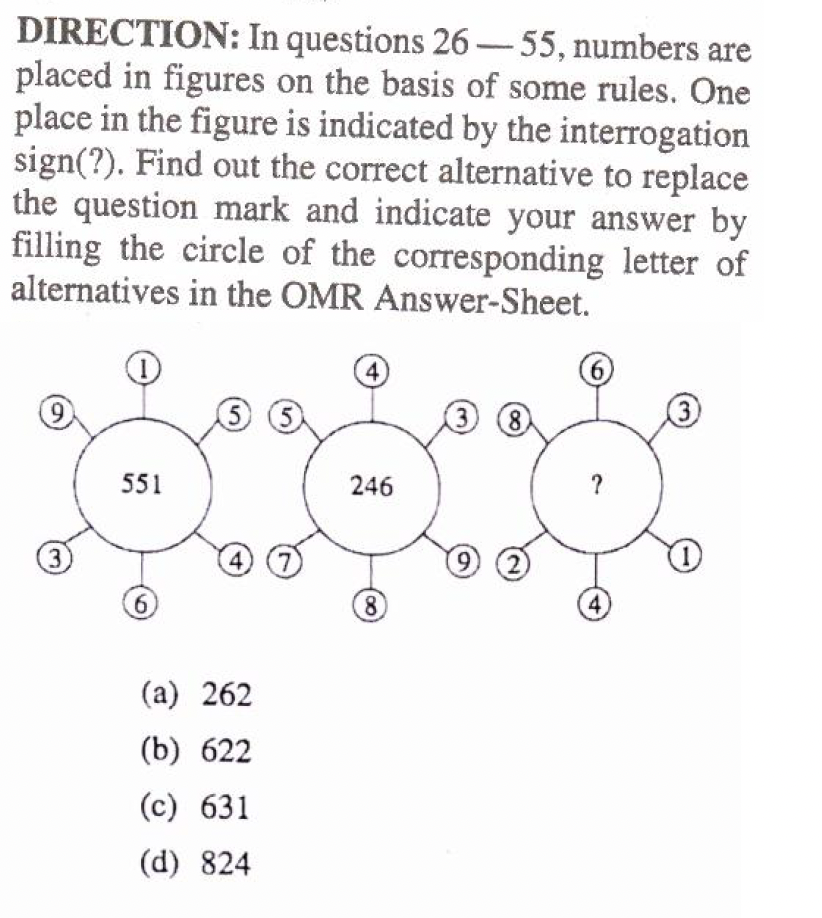 DIRECTION: In questions 26 — 55, numbers are
placed in figures on the basis of some rules. One
place in the figure is indicated by the interrogation
sign(?). Find out the correct alternative to replace
the question mark and indicate your answer by
filling the circle of the corresponding letter of
alternatives in the OMR Answer-Sheet.
1 4 6
9 5 5 3 8 3
551 246 ?
3 4 7 9 2 1
6 8 4
(a) 262
(b) 622
(c) 631
(d) 824